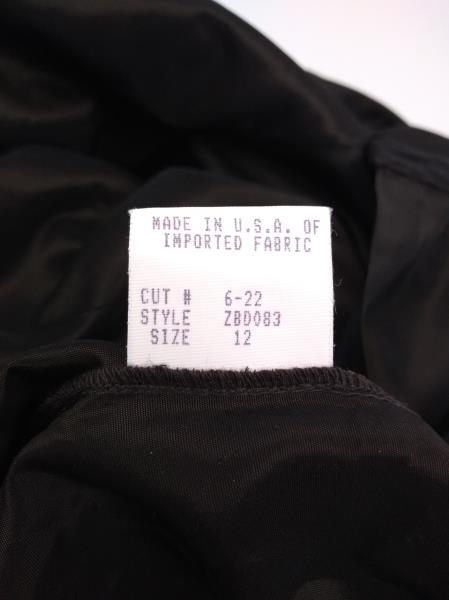 MADE IN U.S.A. OF
IMPORTED FABRIC
CUT # 6-22
STYLE ZBD083
SIZE 12